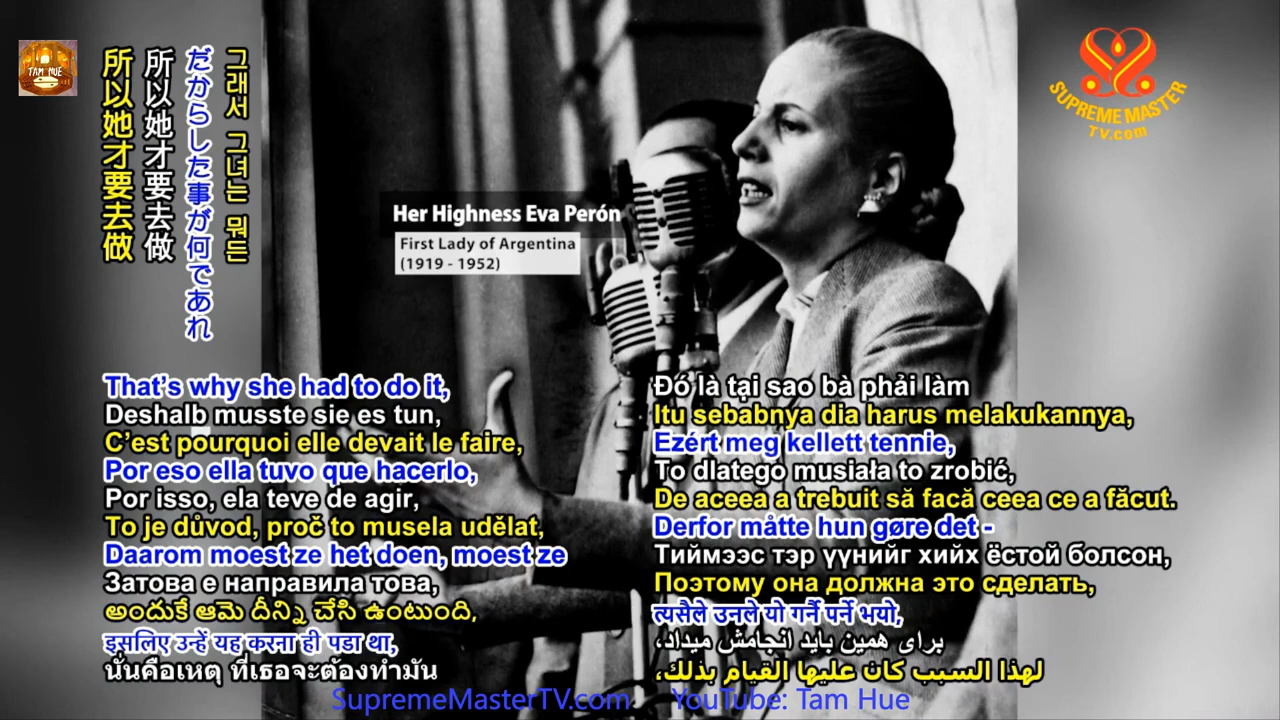 TAM HUE
所以她才要去做
所以她才要去做
だからした事が何であれ
그래서 그녀는 뭐든
SUPREME MASTER
TV.com
Her Highness Eva Perón
First Lady of Argentina
(1919 - 1952)
That's why she had to do it,
Deshalb musste sie es tun,
C'est pourquoi elle devait le faire,
Por eso ella tuvo que hacerlo,
Por isso, ela teve de agir,
To je důvod, proč to musela udělat,
Daarom moest ze het doen, moest ze
Затова е направила това,
అందుకే ఆమె దీన్ని చేసి ఉంటుంది,
इसलिए उन्हें यह करना ही पडा था,
นั่นคือเหตุ ที่เธอจะต้องทำมัน
Đó là tại sao bà phải làm
Itu sebabnya dia harus melakukannya,
Ezért meg kellett tennie,
To dlatego musiała to zrobić,
De aceea a trebuit să facă ceea ce a făcut.
Derfor måtte hun gøre det -
Тиймээс тэр үүнийг хийх ёстой болсон,
Поэтому она должна это сделать,
त्यसैले उनले यो गर्नै पर्ने भयो,
برای همین باید انجامش میداد،
لهذا السبب كان عليها القيام بذلك،
SupremeMasterTV.com YouTube: Tam Hue